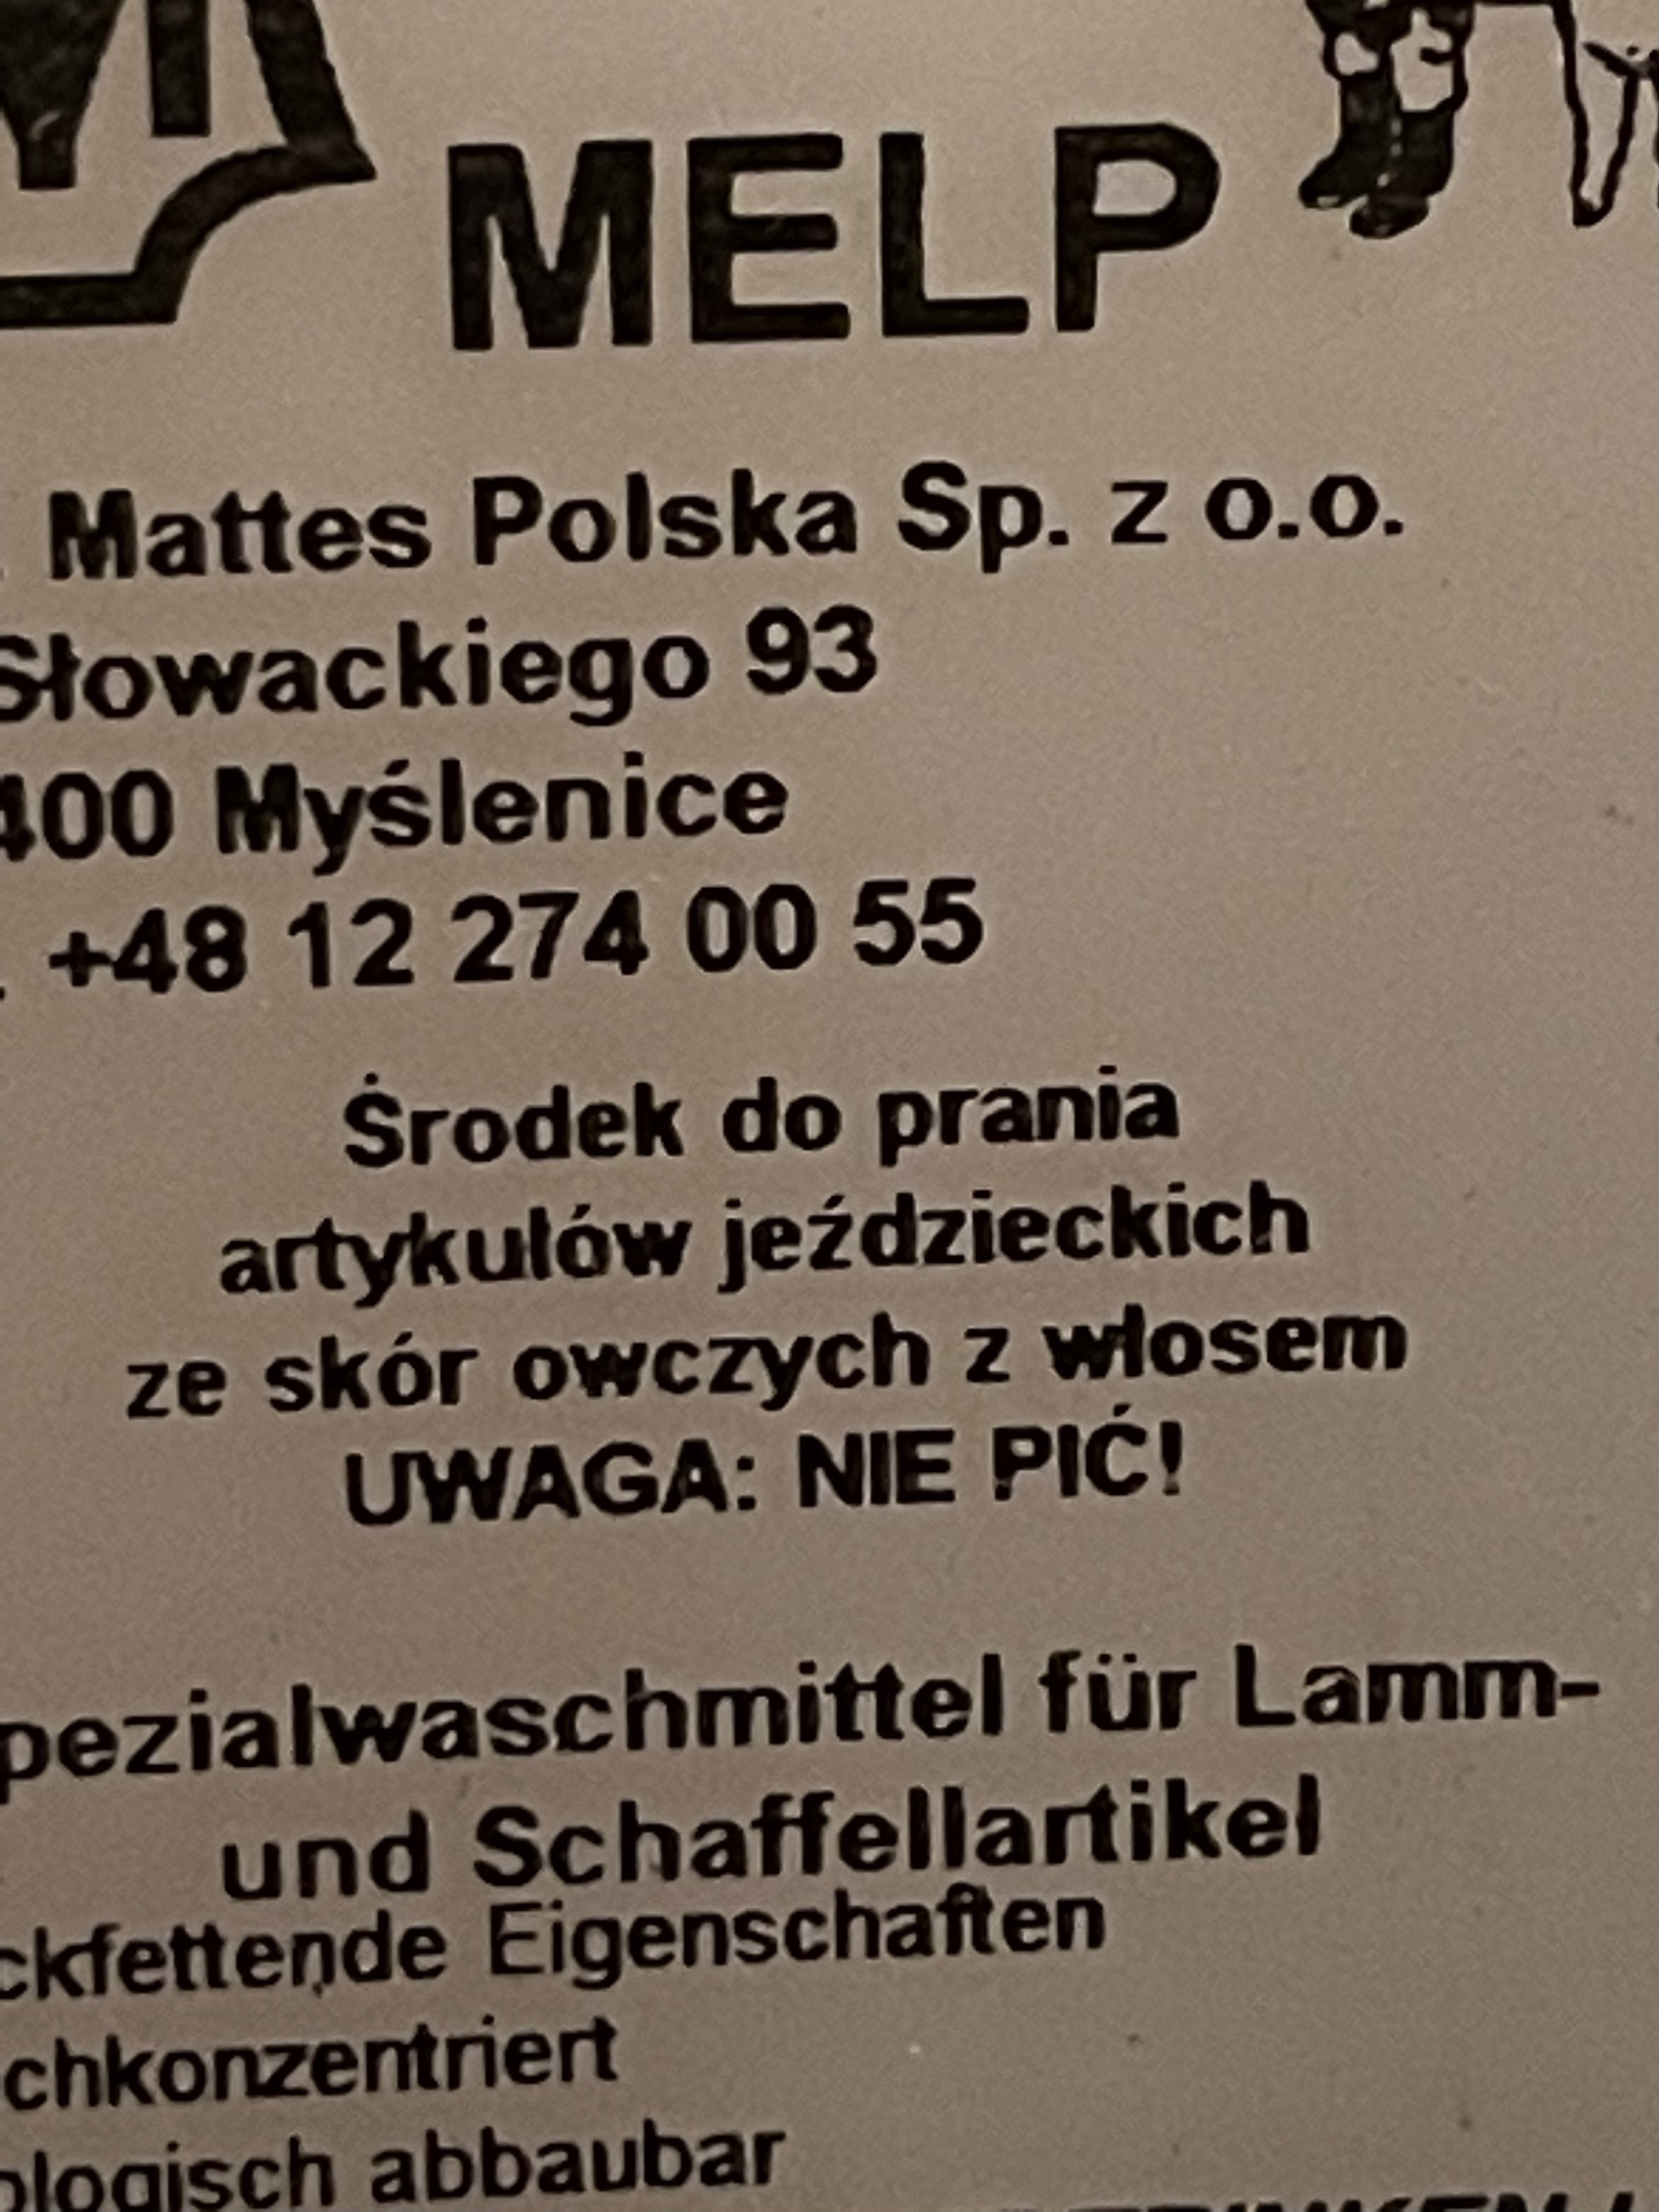 MELP
. Mattes Polska Sp. z o.o.
Słowackiego 93
400 Myślenice
. +48 12 274 00 55
Środek do prania
artykułów jeździeckich
ze skór owczych z włosem
UWAGA: NIE PIĆ!
pezialwaschmittel für Lamm-
und Schaffellartikel
ckfettende Eigenschaften
chkonzentriert
ologisch abbaubar